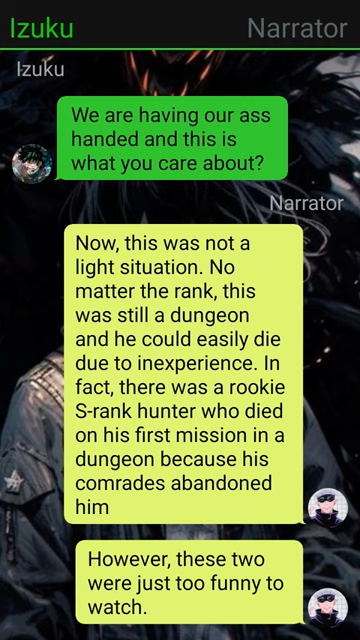 Izuku
Narrator
Izuku
We are having our ass
handed and this is
what you care about?
Narrator
Now, this was not a
light situation. No
matter the rank, this
was still a dungeon
and he could easily die
due to inexperience. In
fact, there was a rookie
S-rank hunter who died
on his first mission in a
dungeon because his
comrades abandoned
him
However, these two
were just too funny to
watch.